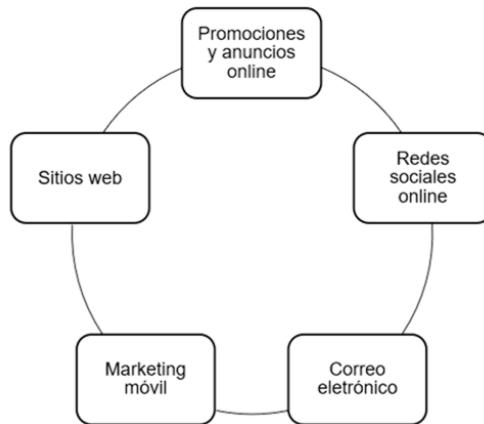 Promociones
y anuncios
online
Sitios web
Redes
sociales
online
Marketing
móvil
Correo
eletrónico